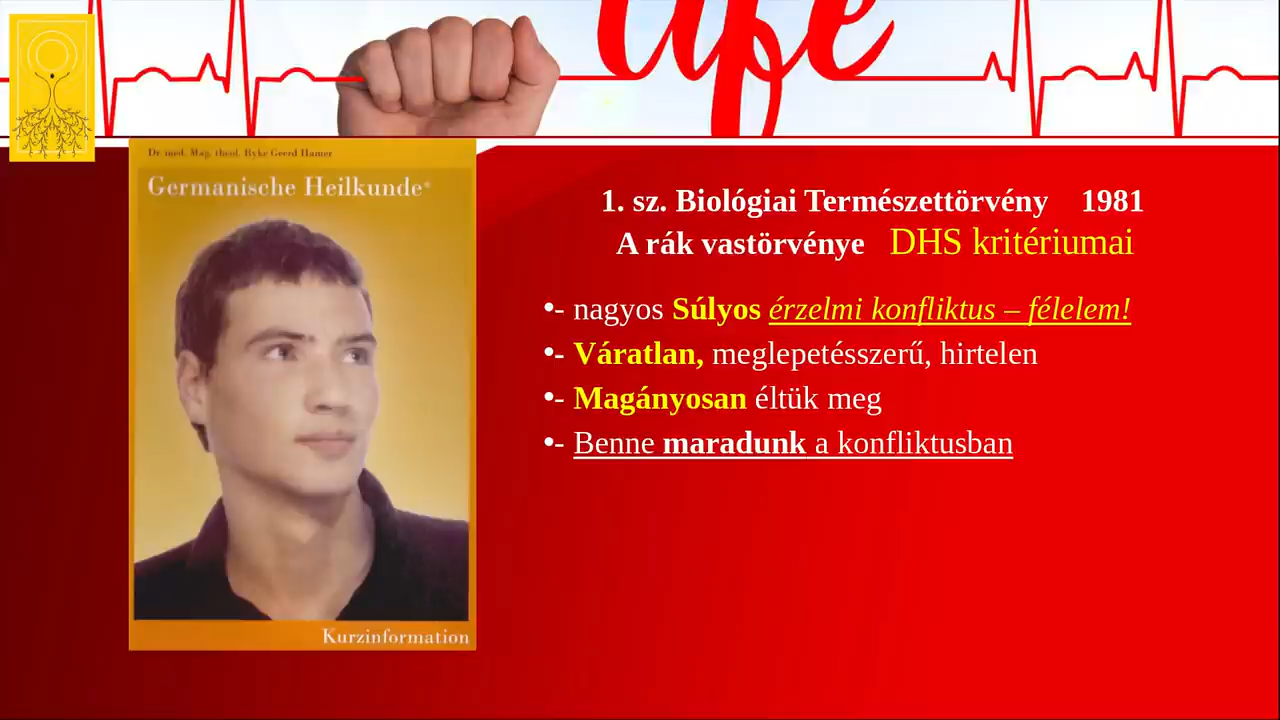 life
Dr. med. Mag. theol. Ryke Geerd Hamer
Germanische Heilkunde®
Kurzinformation
1. sz. Biológiai Természettörvény 1981
A rák vastörvénye DHS kritériumai
•- nagyos Súlyos érzelmi konfliktus – félelem!
•- Váratlan, meglepetésszerű, hirtelen
•- Magányosan éltük meg
•- Benne maradunk a konfliktusban